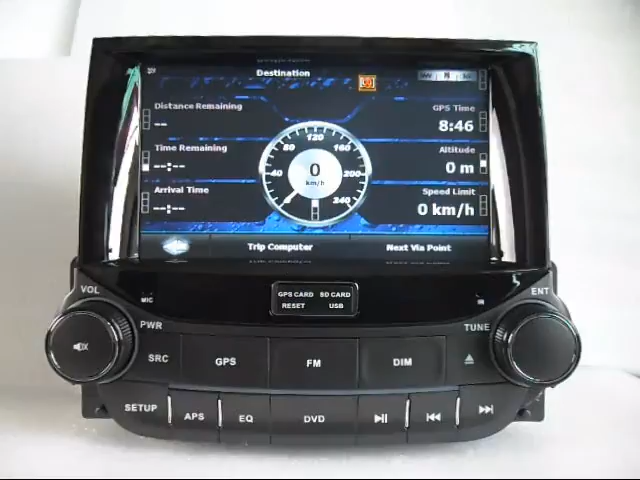 Destination
Distance Remaining
--
GPS Time
8:46
Time Remaining
--:--
Altitude
0 m
Arrival Time
--:--
Speed Limit
0 km/h
40 80 120 160 200 240
0
km/h
Trip Computer
Next Via Point
VOL
MIC
GPS CARD SD CARD
RESET USB
ENT
PWR
TUNE
SRC
GPS
FM
DIM
SETUP
APS
EQ
DVD